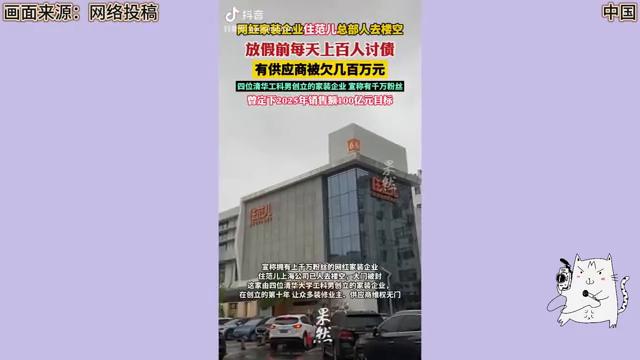 画面来源：网络投稿
中国
抖音
网红家装企业住范儿总部人去楼空
放假前每天上百人讨债
有供应商被欠几百万元
四位清华工科男创立的家装企业 宣称有千万粉丝
曾定下2025年销售额100亿元目标
住范儿
住范儿
果然
宣称拥有上千万粉丝的网红家装企业
住范儿上海公司已人去楼空，大门被封
这家由四位清华大学工科男创立的家装企业，
在创立的第十年 让众多装修业主、供应商维权无门
果然